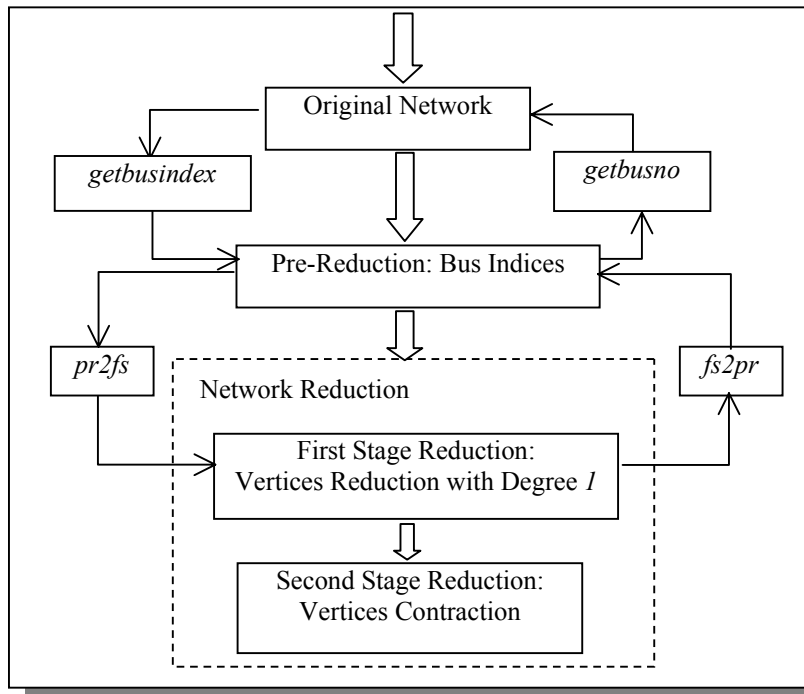 Original Network
getbusindex
getbusno
Pre-Reduction: Bus Indices
pr2fs
fs2pr
Network Reduction
First Stage Reduction:
Vertices Reduction with Degree 1
Second Stage Reduction:
Vertices Contraction